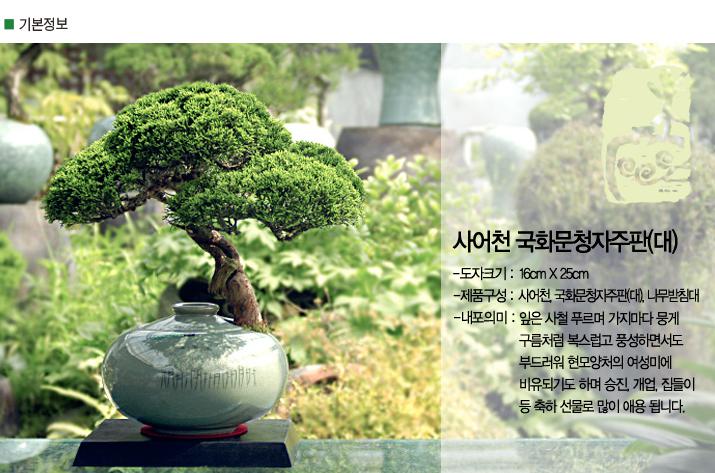 기본정보
사어천 국화문청자주판(대)
-도자크기 : 16cm X 25cm
-제품구성 : 사어천, 국화문청자주판(대), 나무받침대
-내포의미 : 잎은 사철 푸르며 가지마다 뭉게
구름처럼 복스럽고 풍성하면서도
부드러워 현모양처의 여성미에
비유되기도 하며 승진, 개업, 집들이
등 축하 선물로 많이 애용 됩니다.